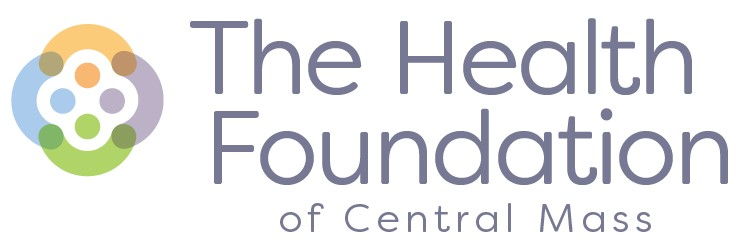 The Health
Foundation
of Central Mass